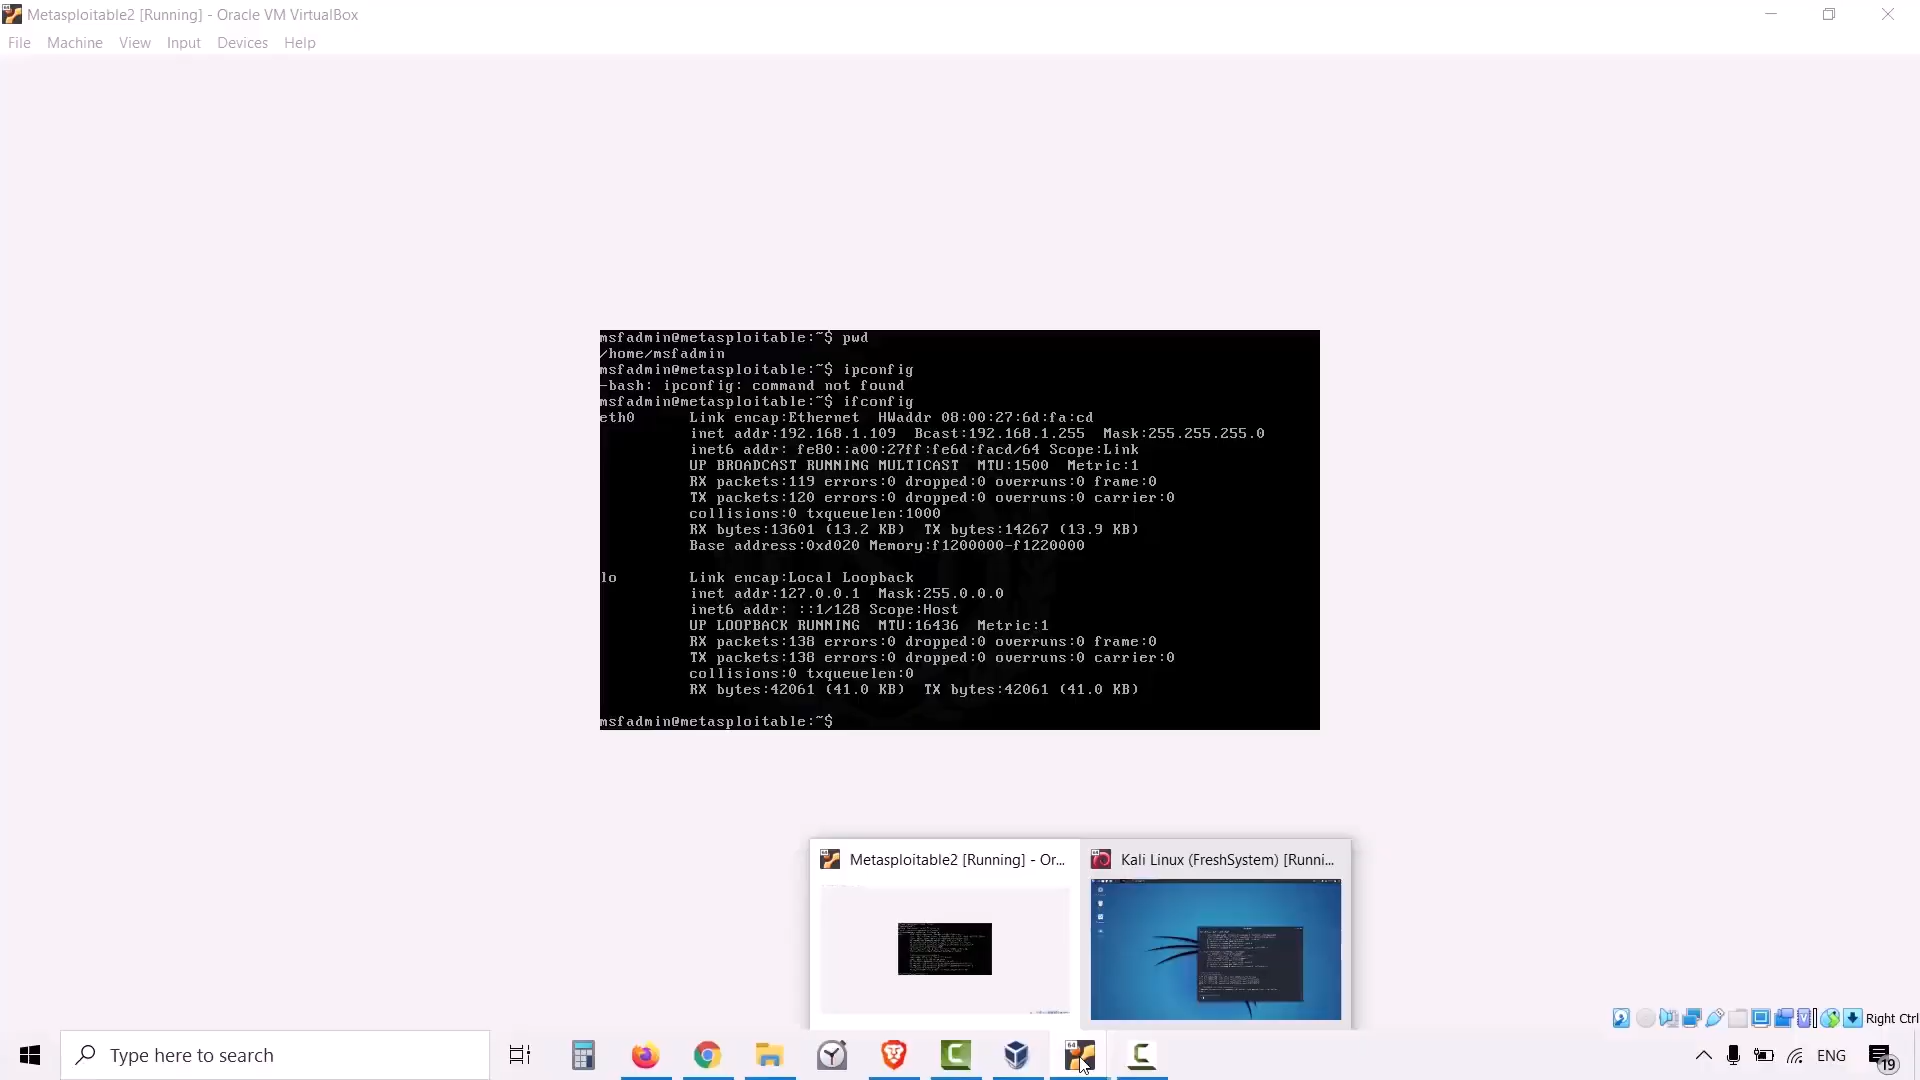 Metasploitable2 [Running] - Oracle VM VirtualBox
File Machine View Input Devices Help
msfadmin@metasploitable:~$ pwd
/home/msfadmin
msfadmin@metasploitable:~$ ipconfig
-bash: ipconfig: command not found
msfadmin@metasploitable:~$ ifconfig
eth0 Link encap:Ethernet HWaddr 08:00:27:6d:fa:cd
inet addr:192.168.1.109 Bcast:192.168.1.255 Mask:255.255.255.0
inet6 addr: fe80::a00:27ff:fe6d:facd/64 Scope:Link
UP BROADCAST RUNNING MULTICAST MTU:1500 Metric:1
RX packets:119 errors:0 dropped:0 overruns:0 frame:0
TX packets:120 errors:0 dropped:0 overruns:0 carrier:0
collisions:0 txqueuelen:1000
RX bytes:13601 (13.2 KB) TX bytes:14267 (13.9 KB)
Base address:0xd020 Memory:f1200000-f1220000
lo Link encap:Local Loopback
inet addr:127.0.0.1 Mask:255.0.0.0
inet6 addr: ::1/128 Scope:Host
UP LOOPBACK RUNNING MTU:16436 Metric:1
RX packets:138 errors:0 dropped:0 overruns:0 frame:0
TX packets:138 errors:0 dropped:0 overruns:0 carrier:0
collisions:0 txqueuelen:0
RX bytes:42061 (41.0 KB) TX bytes:42061 (41.0 KB)
msfadmin@metasploitable:~$
Metasploitable2 [Running] - Or...
Kali Linux (FreshSystem) [Runni...
Right Ctrl
Type here to search
64
ENG
19